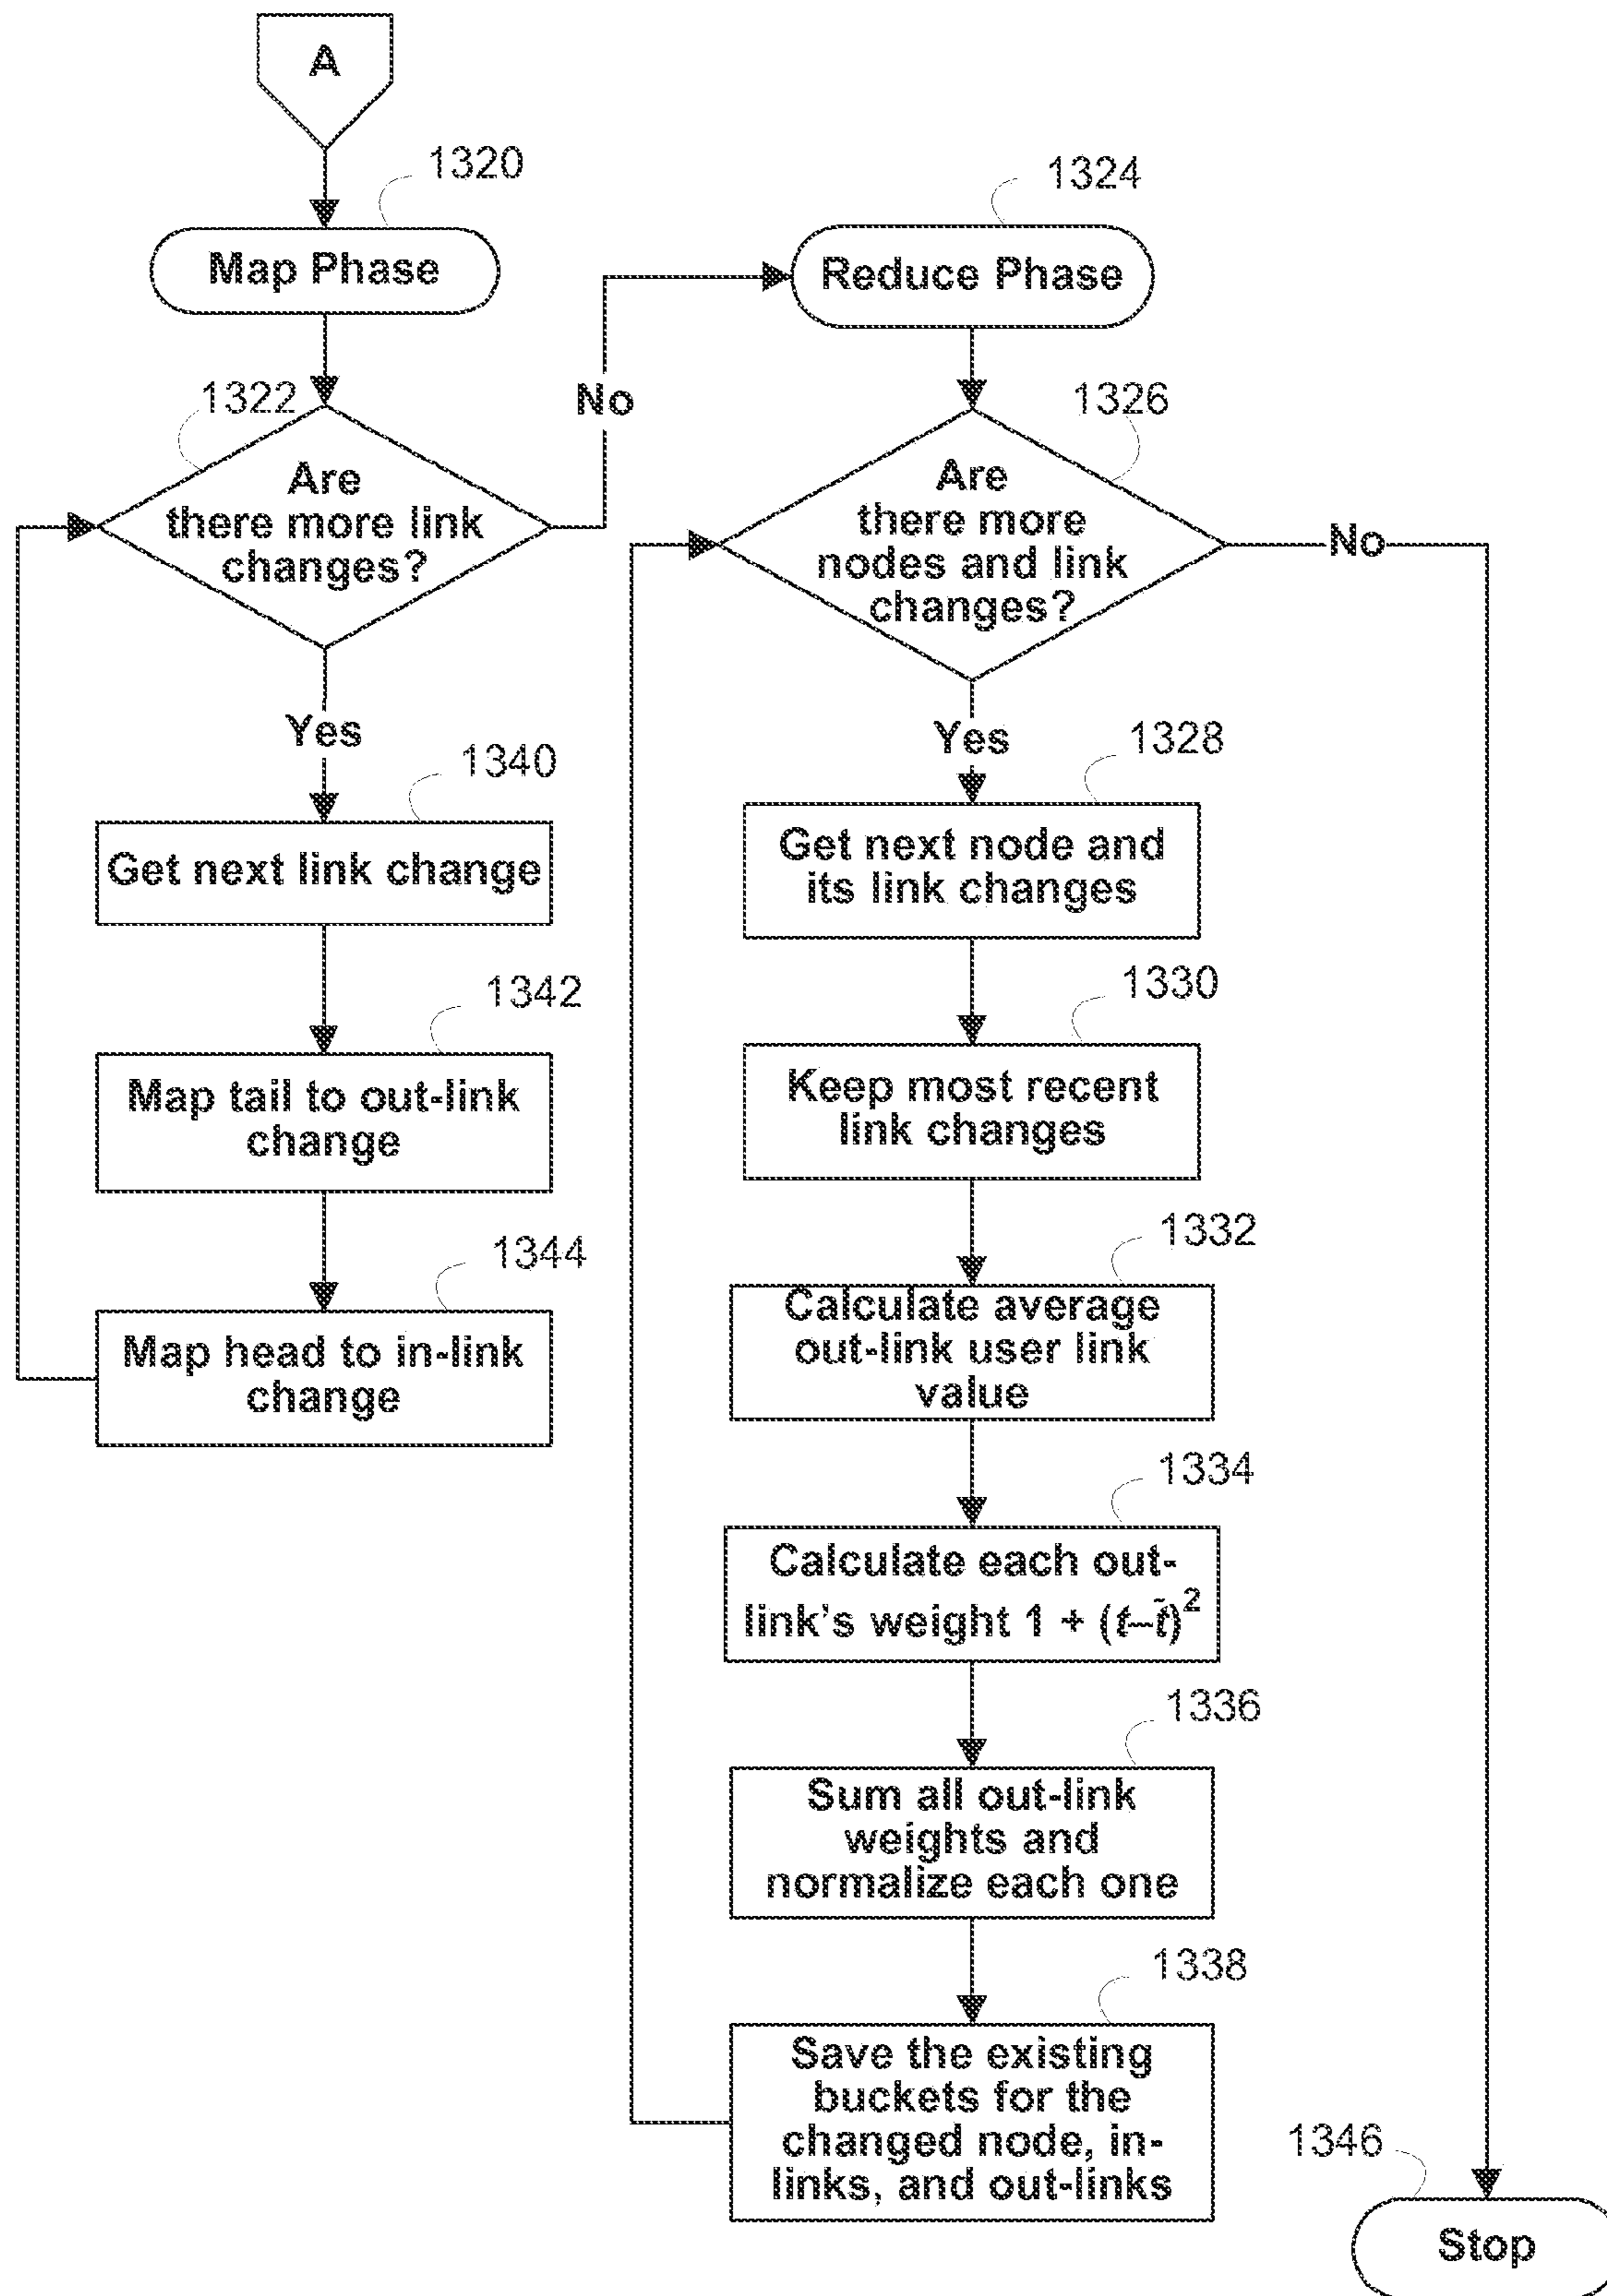 A
1320
Map Phase
1322
Are
there more link
changes?
No
Yes
1340
Get next link change
1342
Map tail to out-link
change
1344
Map head to in-link
change
1324
Reduce Phase
1326
Are
there more
nodes and link
changes?
No
Yes
1328
Get next node and
its link changes
1330
Keep most recent
link changes
1332
Calculate average
out-link user link
value
1334
Calculate each out-
link's weight 1 + (t–t̃)²
1336
Sum all out-link
weights and
normalize each one
1338
Save the existing
buckets for the
changed node, in-
links, and out-links
1346
Stop